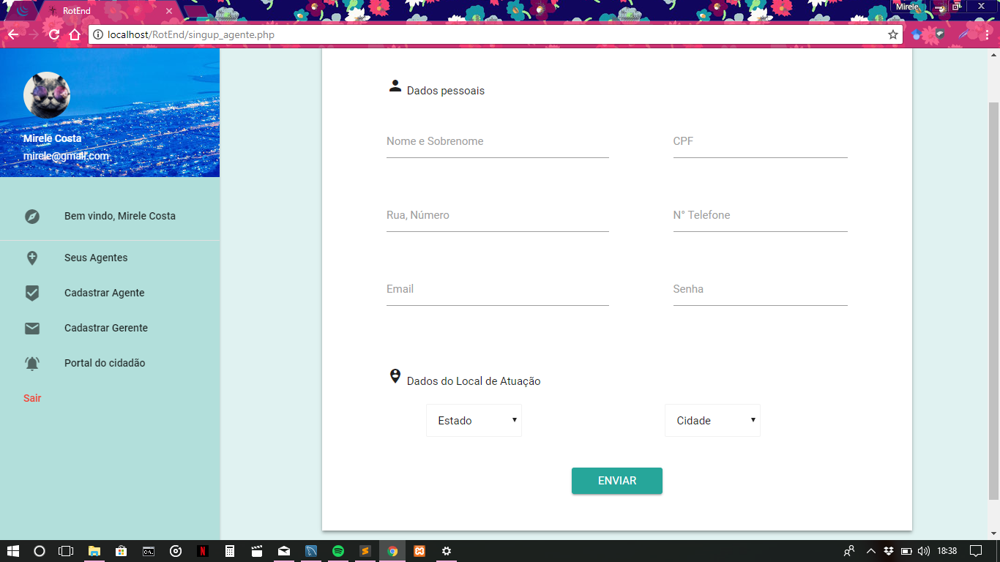 RotEnd
Mirele
localhost/RotEnd/singup_agente.php
Mirele Costa
mirele@gmail.com
Bem vindo, Mirele Costa
Seus Agentes
Cadastrar Agente
Cadastrar Gerente
Portal do cidadão
Sair
Dados pessoais
Nome e Sobrenome
CPF
Rua, Número
N° Telefone
Email
Senha
Dados do Local de Atuação
Estado
Cidade
ENVIAR
18:38